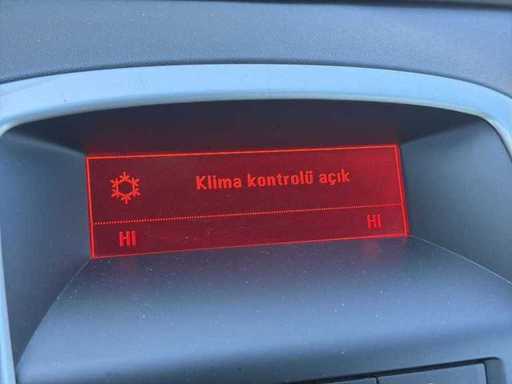 Klima kontrolü açık
HI HI